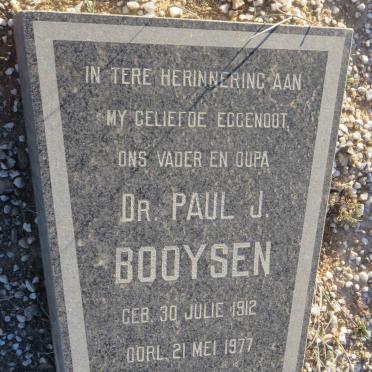 IN TERE HERINNERING AAN
MY GELIEFDE EGGENOOT,
ONS VADER EN OUPA
DR. PAUL J.
BOOYSEN
GEB. 30 JULIE 1912
OORL. 21 MEI 1977